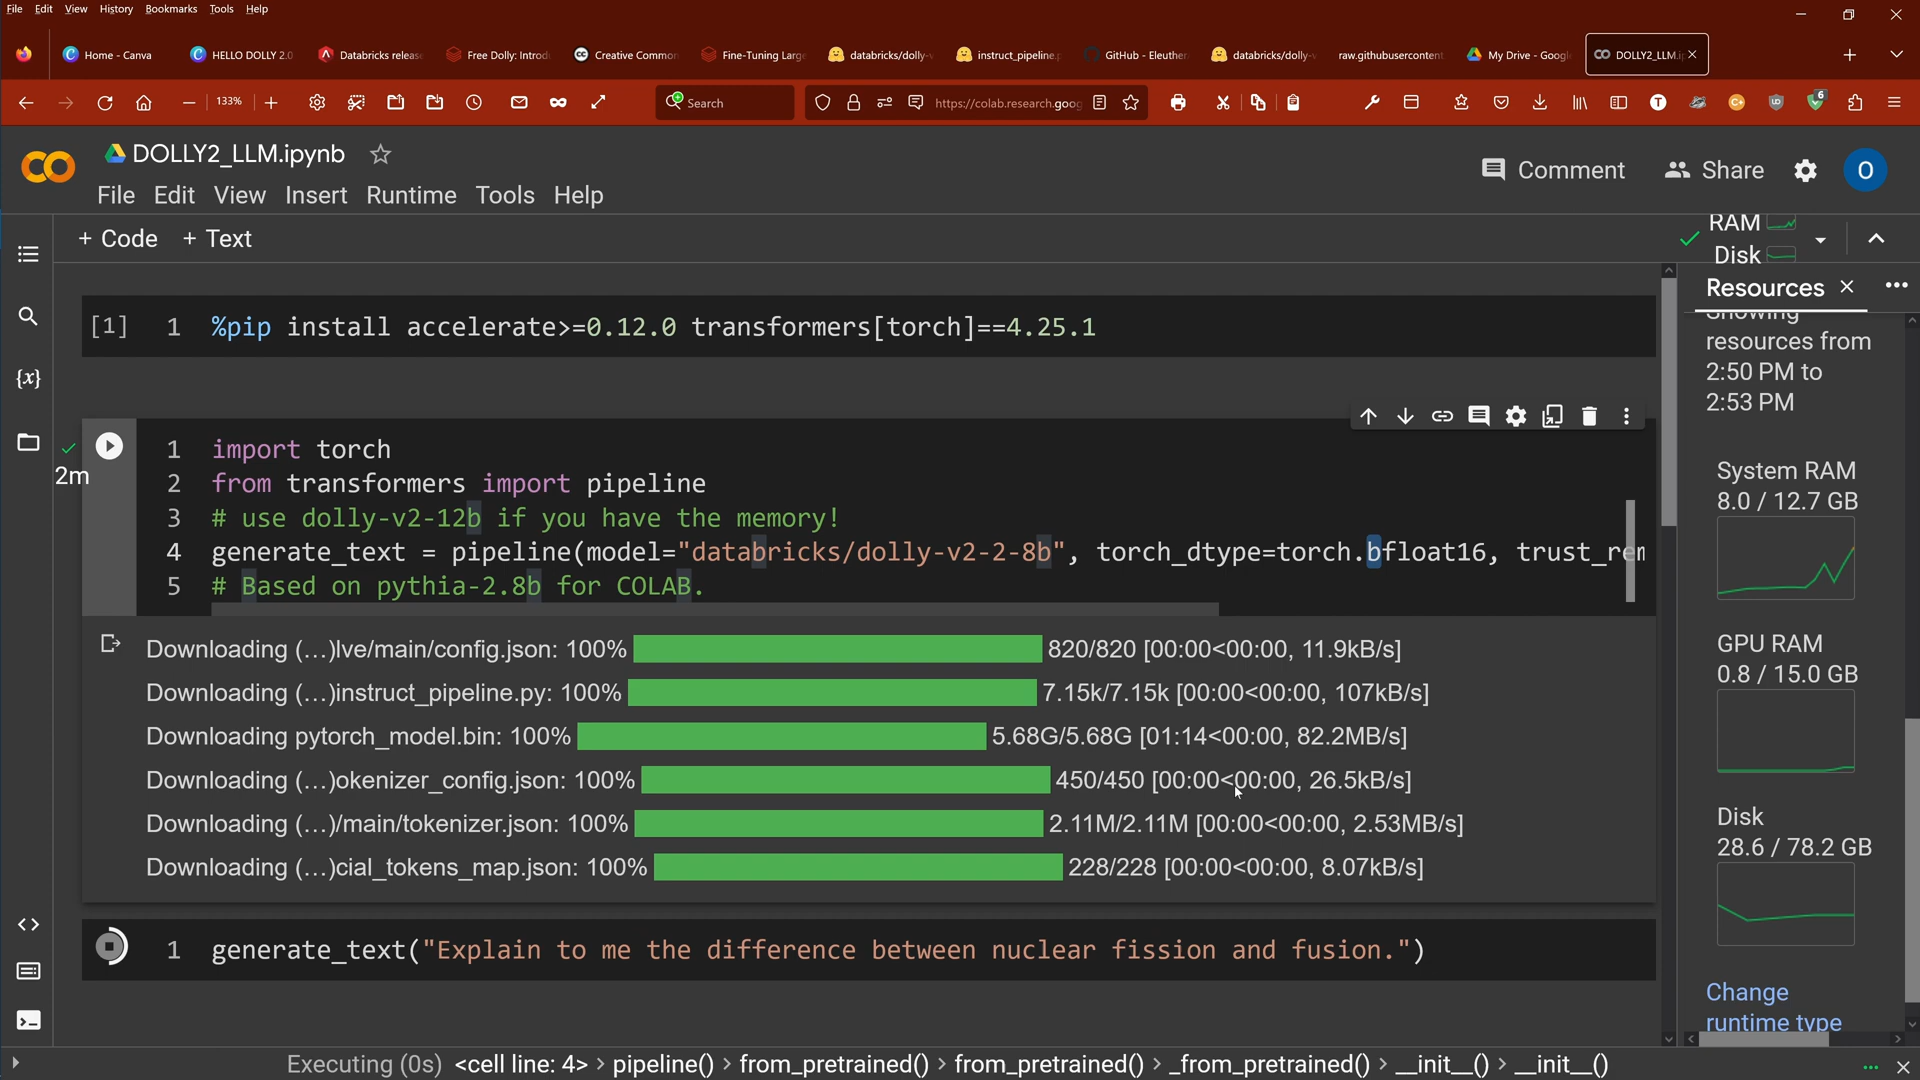 File Edit View History Bookmarks Tools Help
Home - Canva HELLO DOLLY 2.0 Databricks release Free Dolly: Introdu Creative Common Fine-Tuning Large databricks/dolly-v instruct_pipeline.p GitHub - Eleuther databricks/dolly- raw.githubusercontent. My Drive - Google DOLLY2_LLM.i
133% Search https://colab.research.goog 6
DOLLY2_LLM.ipynb
File Edit View Insert Runtime Tools Help
Comment Share O
+ Code + Text
RAM
Disk
Resources
Showing
resources from
2:50 PM to
2:53 PM
System RAM
8.0 / 12.7 GB
GPU RAM
0.8 / 15.0 GB
Disk
28.6 / 78.2 GB
Change
runtime type
[1] 1 %pip install accelerate>=0.12.0 transformers[torch]==4.25.1
2m
1 import torch
2 from transformers import pipeline
3 # use dolly-v2-12b if you have the memory!
4 generate_text = pipeline(model="databricks/dolly-v2-2-8b", torch_dtype=torch.bfloat16, trust_rem
5 # Based on pythia-2.8b for COLAB.
Downloading (…)lve/main/config.json: 100% 820/820 [00:00<00:00, 11.9kB/s]
Downloading (…)instruct_pipeline.py: 100% 7.15k/7.15k [00:00<00:00, 107kB/s]
Downloading pytorch_model.bin: 100% 5.68G/5.68G [01:14<00:00, 82.2MB/s]
Downloading (…)okenizer_config.json: 100% 450/450 [00:00<00:00, 26.5kB/s]
Downloading (…)/main/tokenizer.json: 100% 2.11M/2.11M [00:00<00:00, 2.53MB/s]
Downloading (…)cial_tokens_map.json: 100% 228/228 [00:00<00:00, 8.07kB/s]
1 generate_text("Explain to me the difference between nuclear fission and fusion.")
Executing (0s) <cell line: 4> > pipeline() > from_pretrained() > from_pretrained() > _from_pretrained() > __init__() > __init__()